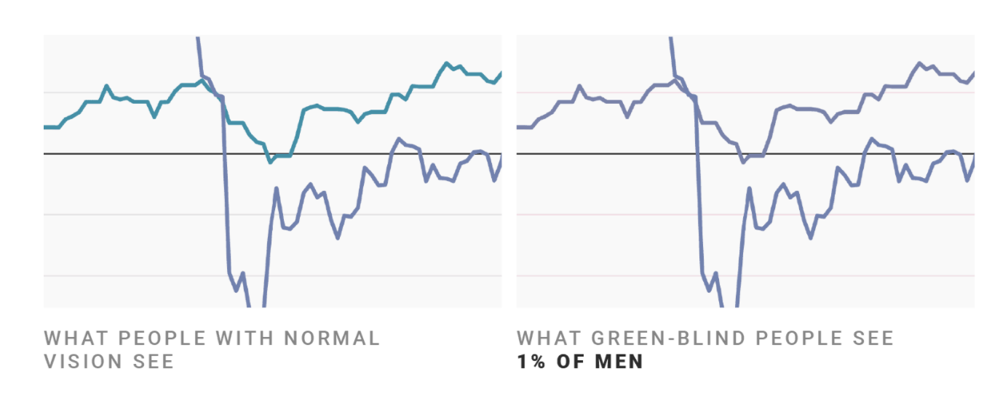 WHAT PEOPLE WITH NORMAL
VISION SEE
WHAT GREEN-BLIND PEOPLE SEE
1% OF MEN